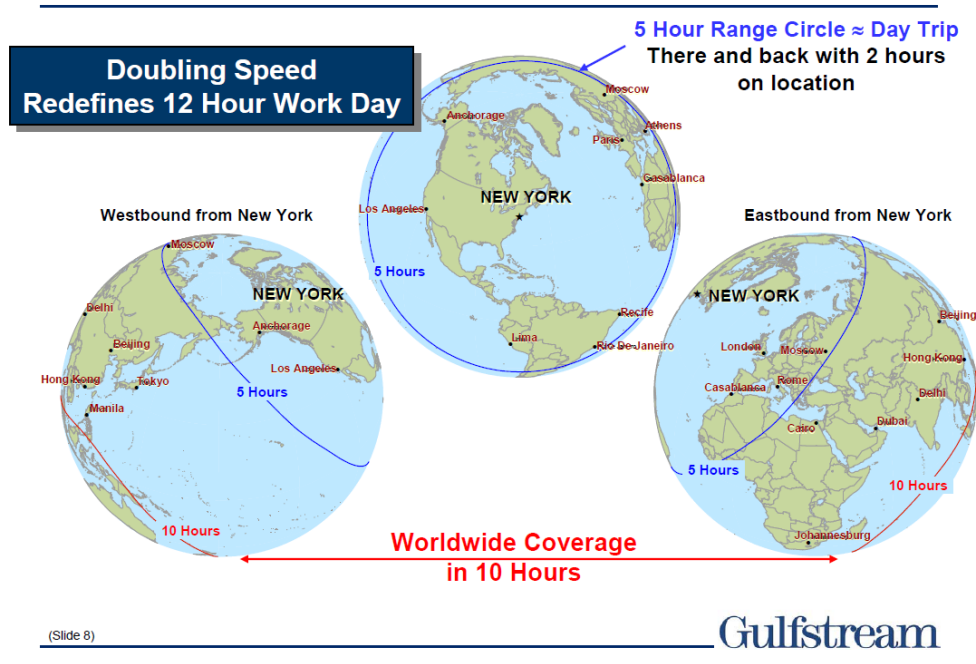 5 Hour Range Circle ≈ Day Trip
There and back with 2 hours
on location
Doubling Speed
Redefines 12 Hour Work Day
Moscow
Anchorage
Athens
Paris
Casablanca
NEW YORK
Los Angeles
5 Hours
Recife
Lima
Rio De Janeiro
Westbound from New York
Moscow
NEW YORK
Delhi
Anchorage
Beijing
Los Angeles
Hong Kong
Tokyo
5 Hours
Manila
10 Hours
Eastbound from New York
NEW YORK
Beijing
London
Moscow
Hong Kong
Casablanca
Rome
Delhi
Cairo
Dubai
5 Hours
10 Hours
Johannesburg
Worldwide Coverage
in 10 Hours
(Slide 8)
Gulfstream